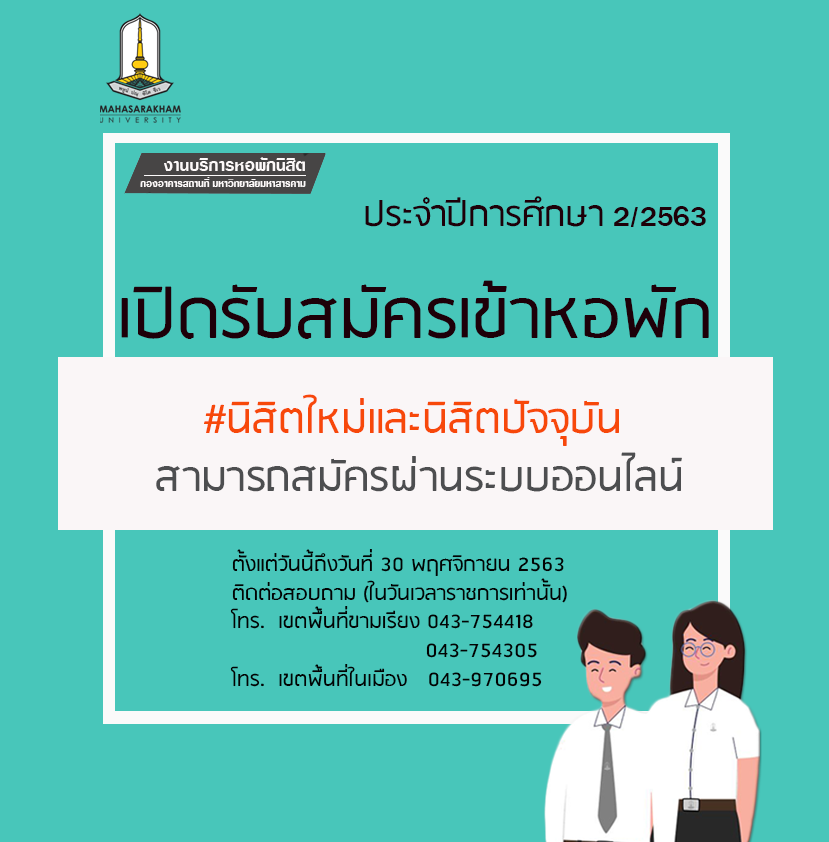 MAHASARAKHAM
UNIVERSITY
งานบริการหอพักนิสิต
กองอาคารสถานที่ มหาวิทยาลัยมหาสารคาม
ประจำปีการศึกษา 2/2563
เปิดรับสมัครเข้าหอพัก
#นิสิตใหม่และนิสิตปัจจุบัน
สามารถสมัครผ่านระบบออนไลน์
ตั้งแต่วันนี้ถึงวันที่ 30 พฤศจิกายน 2563
ติดต่อสอบถาม (ในวันเวลาราชการเท่านั้น)
โทร. เขตพื้นที่ขามเรียง 043-754418
043-754305
โทร. เขตพื้นที่ในเมือง 043-970695